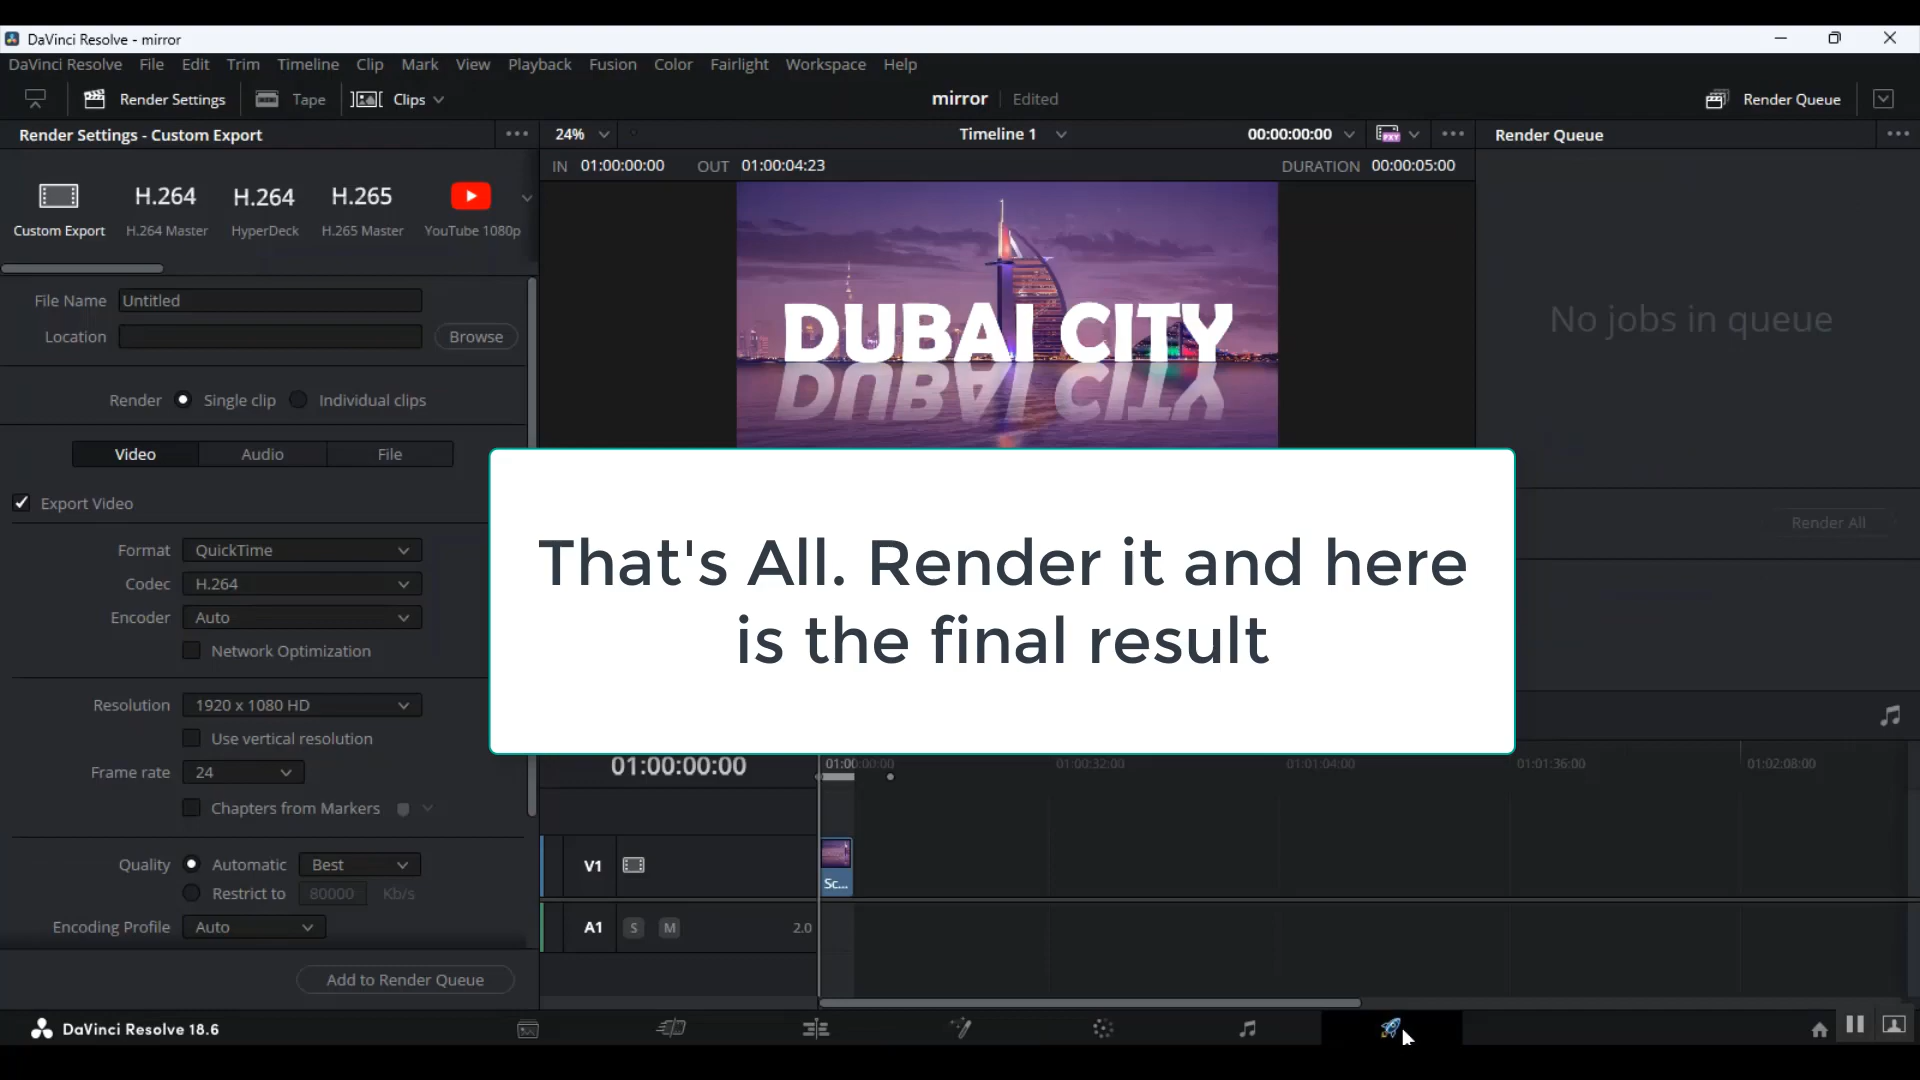 DaVinci Resolve - mirror
DaVinci Resolve File Edit Trim Timeline Clip Mark View Playback Fusion Color Fairlight Workspace Help
Render Settings Tape Clips mirror Edited Render Queue
Render Settings - Custom Export 24% Timeline 1 00:00:00:00 PXY Render Queue
IN 01:00:00:00 OUT 01:00:04:23 DURATION 00:00:05:00
H.264 H.264 H.265
Custom Export H.264 Master HyperDeck H.265 Master YouTube 1080p
File Name Untitled
Location Browse
No jobs in queue
DUBAI CITY
DUBAI CITY
Render Single clip Individual clips
Video Audio File
Export Video
Render All
Format QuickTime
Codec H.264
Encoder Auto
Network Optimization
That's All. Render it and here
is the final result
Resolution 1920 x 1080 HD
Use vertical resolution
Frame rate 24
Chapters from Markers
01:00:00:00 01:00:00:00 01:00:32:00 01:01:04:00 01:01:36:00 01:02:08:00
Quality Automatic Best
Restrict to 80000 Kb/s
Encoding Profile Auto
V1
Sc...
A1 S M 2.0
Add to Render Queue
DaVinci Resolve 18.6